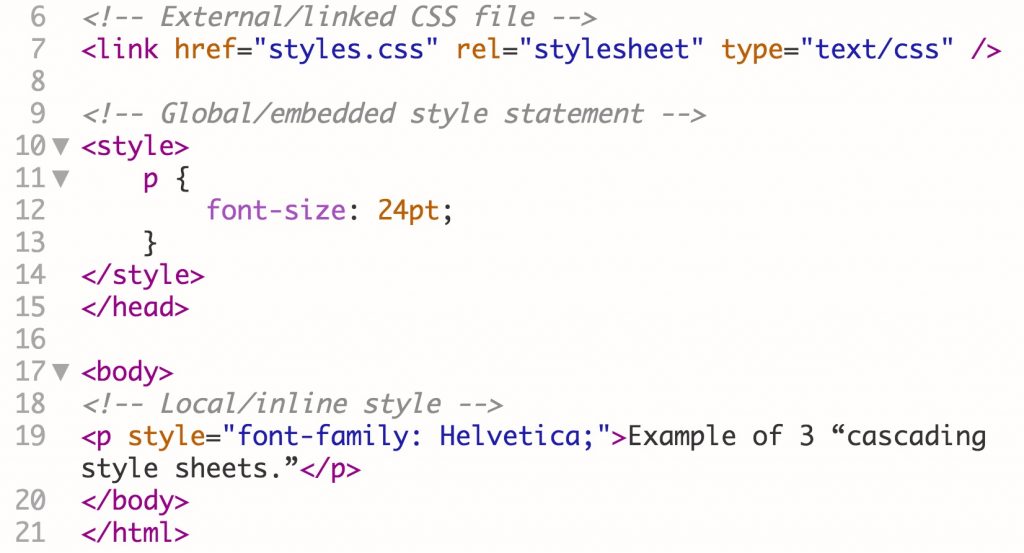 6 <!-- External/linked CSS file -->
7 <link href="styles.css" rel="stylesheet" type="text/css" />
8
9 <!-- Global/embedded style statement -->
10 ▼ <style>
11 ▼     p {
12         font-size: 24pt;
13     }
14 </style>
15 </head>
16
17 ▼ <body>
18 <!-- Local/inline style -->
19 <p style="font-family: Helvetica;">Example of 3 “cascading
style sheets.”</p>
20 </body>
21 </html>